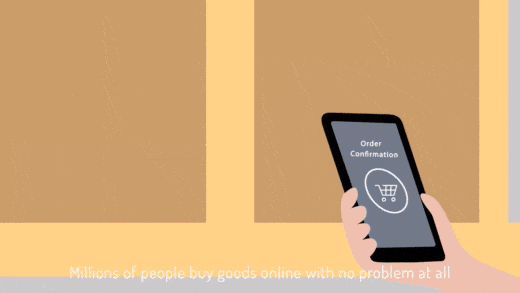 Order
Confirmation
Millions of people buy goods online with no problem at all